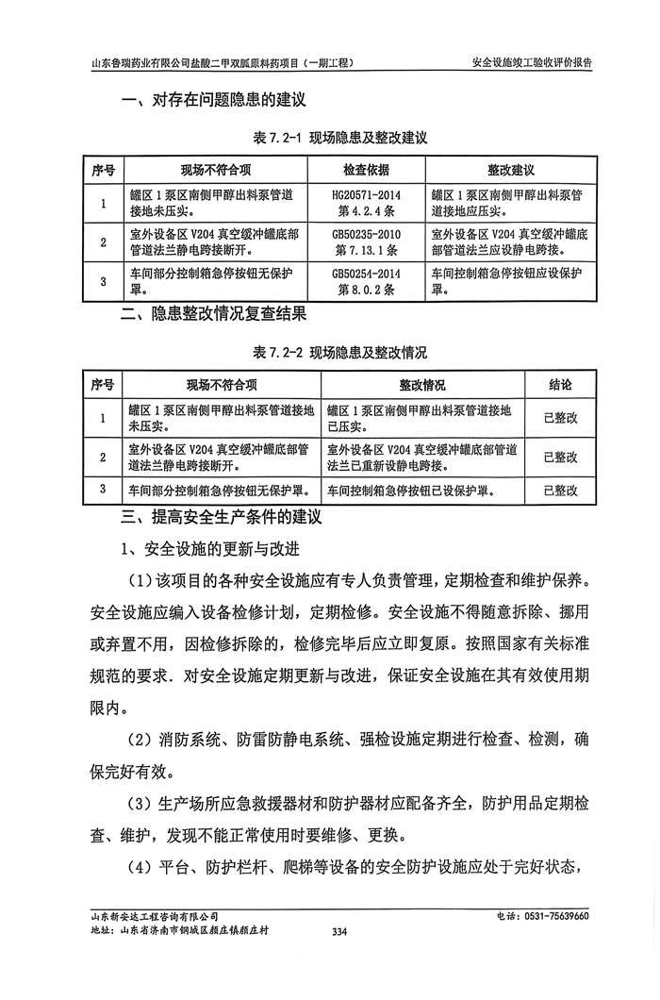 山东鲁瑞药业有限公司盐酸二甲双胍原料药项目（一期工程） 安全设施竣工验收评价报告
一、对存在问题隐患的建议
表 7.2-1 现场隐患及整改建议
序号 现场不符合项 检查依据 整改建议
1 罐区 1 泵区南侧甲醇出料泵管道 HG20571-2014 罐区 1 泵区南侧甲醇出料泵管
接地未压实。 第 4.2.4 条 道接地应压实。
2 室外设备区 V204 真空缓冲罐底部 GB50235-2010 室外设备区 V204 真空缓冲罐底
管道法兰静电跨接断开。 第 7.13.1 条 部管道法兰应设静电跨接。
3 车间部分控制箱急停按钮无保护 GB50254-2014 车间控制箱急停按钮应设保护
罩。 第 8.0.2 条 罩。
二、隐患整改情况复查结果
表 7.2-2 现场隐患及整改情况
序号 现场不符合项 整改情况 结论
1 罐区 1 泵区南侧甲醇出料泵管道接地 罐区 1 泵区南侧甲醇出料泵管道接地 已整改
未压实。 已压实。
2 室外设备区 V204 真空缓冲罐底部管 室外设备区 V204 真空缓冲罐底部管道 已整改
道法兰静电跨接断开。 法兰已重新设静电跨接。
3 车间部分控制箱急停按钮无保护罩。 车间控制箱急停按钮已设保护罩。 已整改
三、提高安全生产条件的建议
1、安全设施的更新与改进
（1）该项目的各种安全设施应有专人负责管理，定期检查和维护保养。
安全设施应编入设备检修计划，定期检修。安全设施不得随意拆除、挪用
或弃置不用，因检修拆除的，检修完毕后应立即复原。按照国家有关标准
规范的要求．对安全设施定期更新与改进，保证安全设施在其有效使用期
限内。
（2）消防系统、防雷防静电系统、强检设施定期进行检查、检测，确
保完好有效。
（3）生产场所应急救援器材和防护器材应配备齐全，防护用品定期检
查、维护，发现不能正常使用时要维修、更换。
（4）平台、防护栏杆、爬梯等设备的安全防护设施应处于完好状态，
山东新安达工程咨询有限公司 电话：0531-75639660
地址：山东省济南市钢城区颜庄镇颜庄村 334